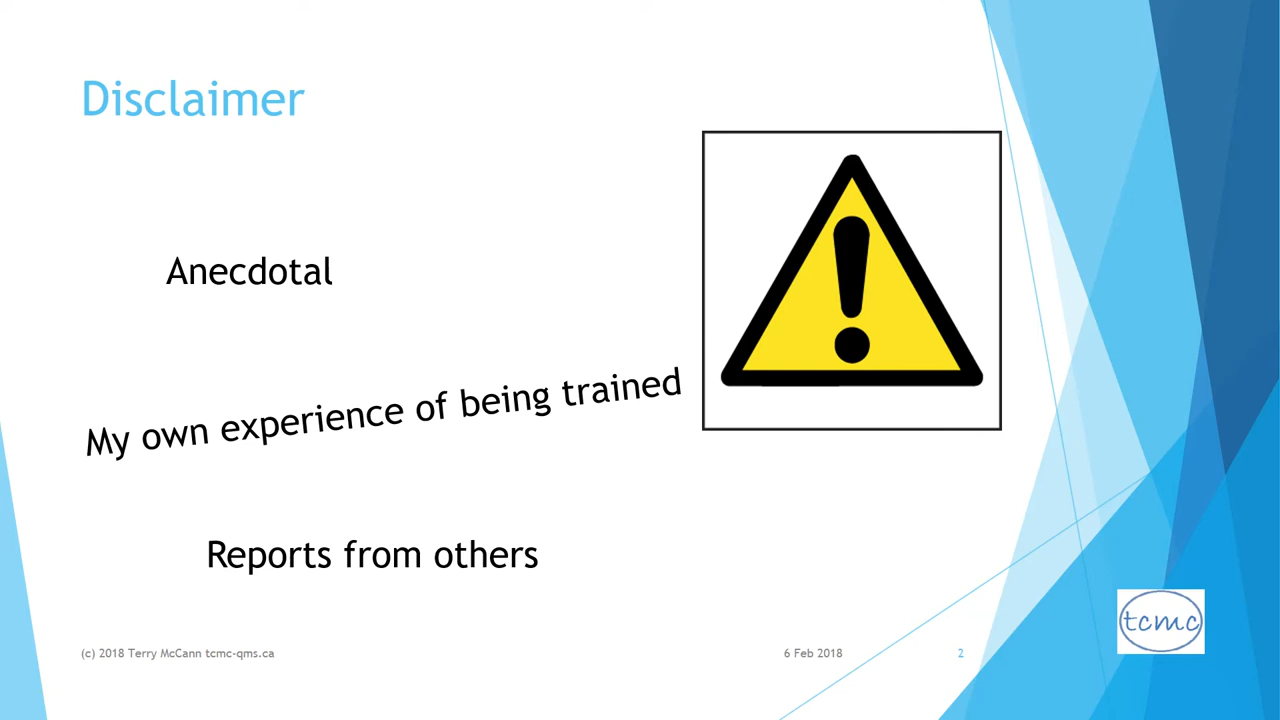 Disclaimer
Anecdotal
My own experience of being trained
Reports from others
tcmc
(c) 2018 Terry McCann tcmc-qms.ca
6 Feb 2018
2